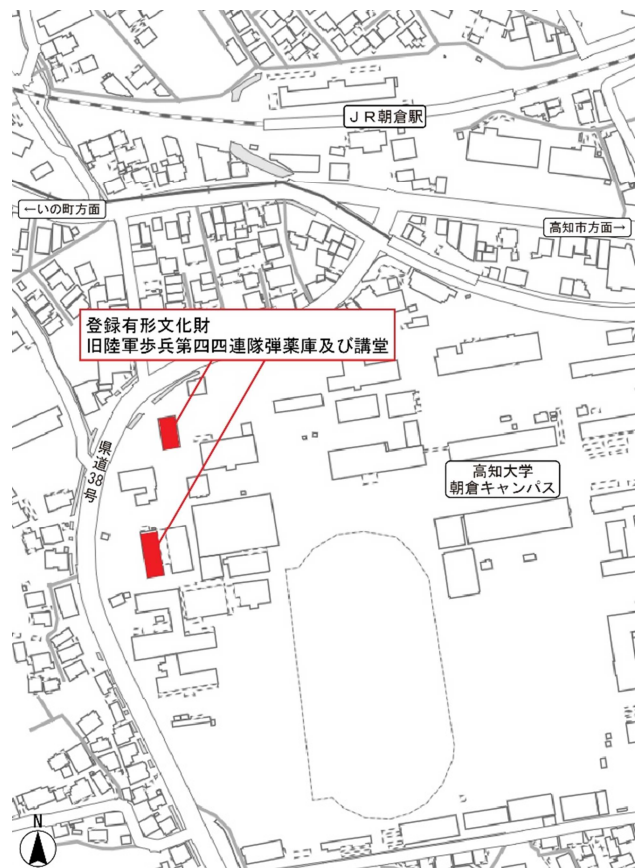 JR朝倉駅
←いの町方面
高知市方面→
登録有形文化財
旧陸軍歩兵第四四連隊弾薬庫及び講堂
県道38号
高知大学
朝倉キャンパス
N